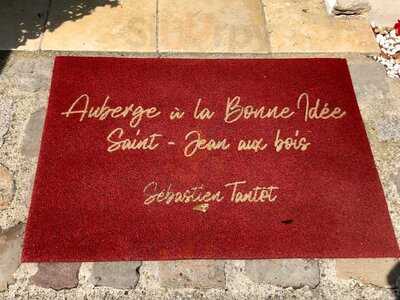 Auberge à la Bonne Idée
Saint - Jean aux bois
Sébastien Tantot